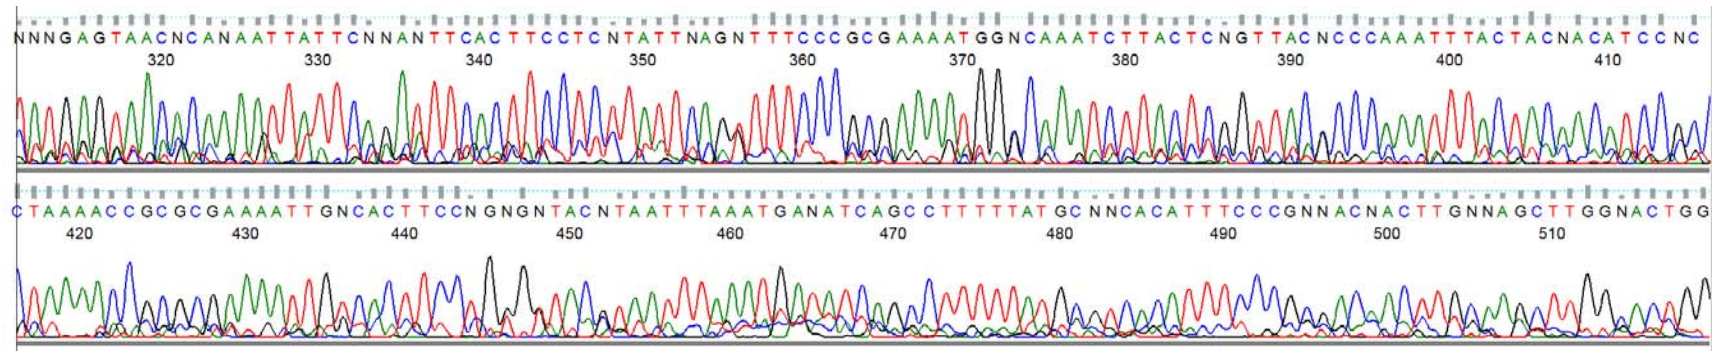 NNNGAGTAACNCANAATTATTCNNANTTCACTTCCTCNTATTNAGNTTTCCCGCGAAAATGGNCAAATCTTACTCNGTTACNCCCAAATTTACTACNACATCCNC
320 330 340 350 360 370 380 390 400 410
CTAAAACCGCGCGAAAATTGNCACTTCCNGNGNTACNTAATTTAAATGANATCAGCCTTTTTATGCNNCACATTTCCCGNNACNACTTGNNAGCTTGGNACTGG
420 430 440 450 460 470 480 490 500 510